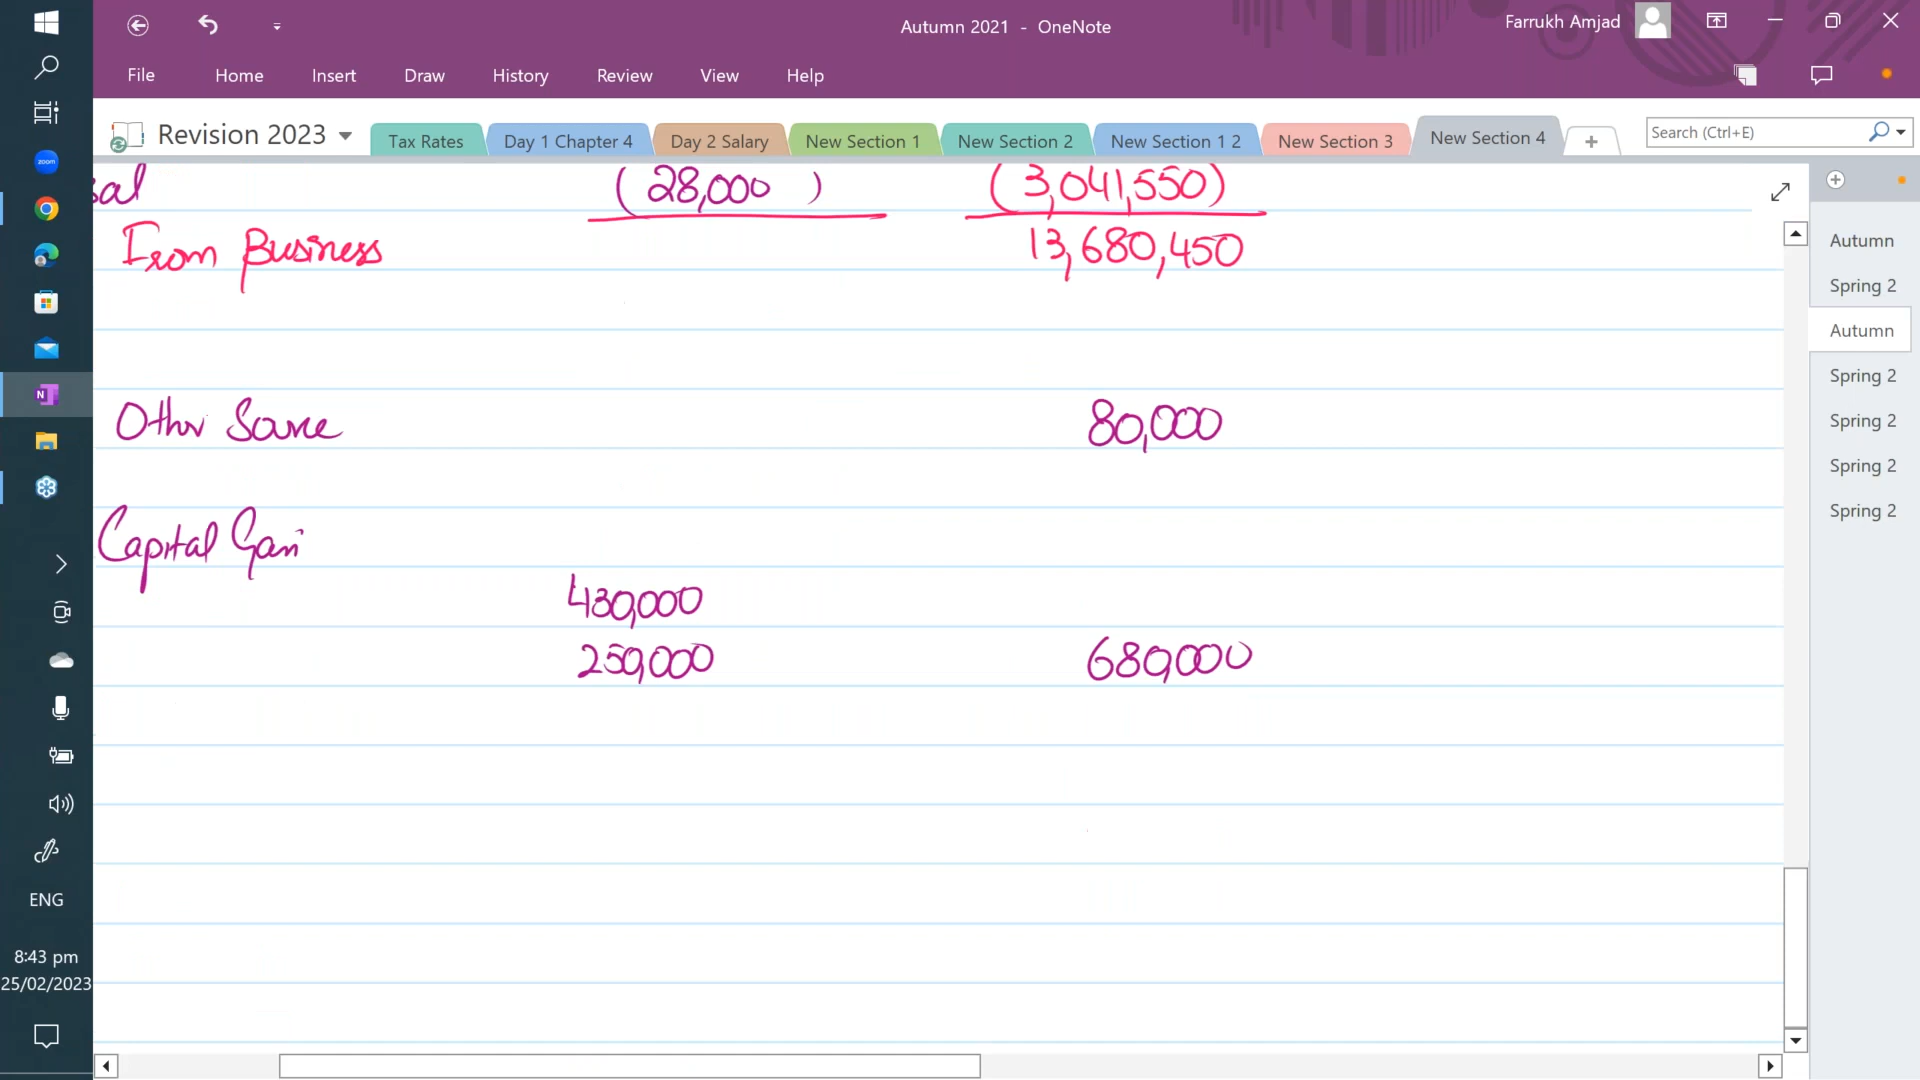 Autumn 2021 - OneNote
Farrukh Amjad
File Home Insert Draw History Review View Help
Revision 2023
Tax Rates
Day 1 Chapter 4
Day 2 Salary
New Section 1
New Section 2
New Section 1 2
New Section 3
New Section 4
Search (Ctrl+E)
(28,000) (3,041,550)
From Business 13,680,450
Other Source 80,000
Capital Gain
430,000
250,000 680,000
Autumn
Spring 2
Autumn
Spring 2
Spring 2
Spring 2
Spring 2
zoom
N
ENG
8:43 pm
25/02/2023